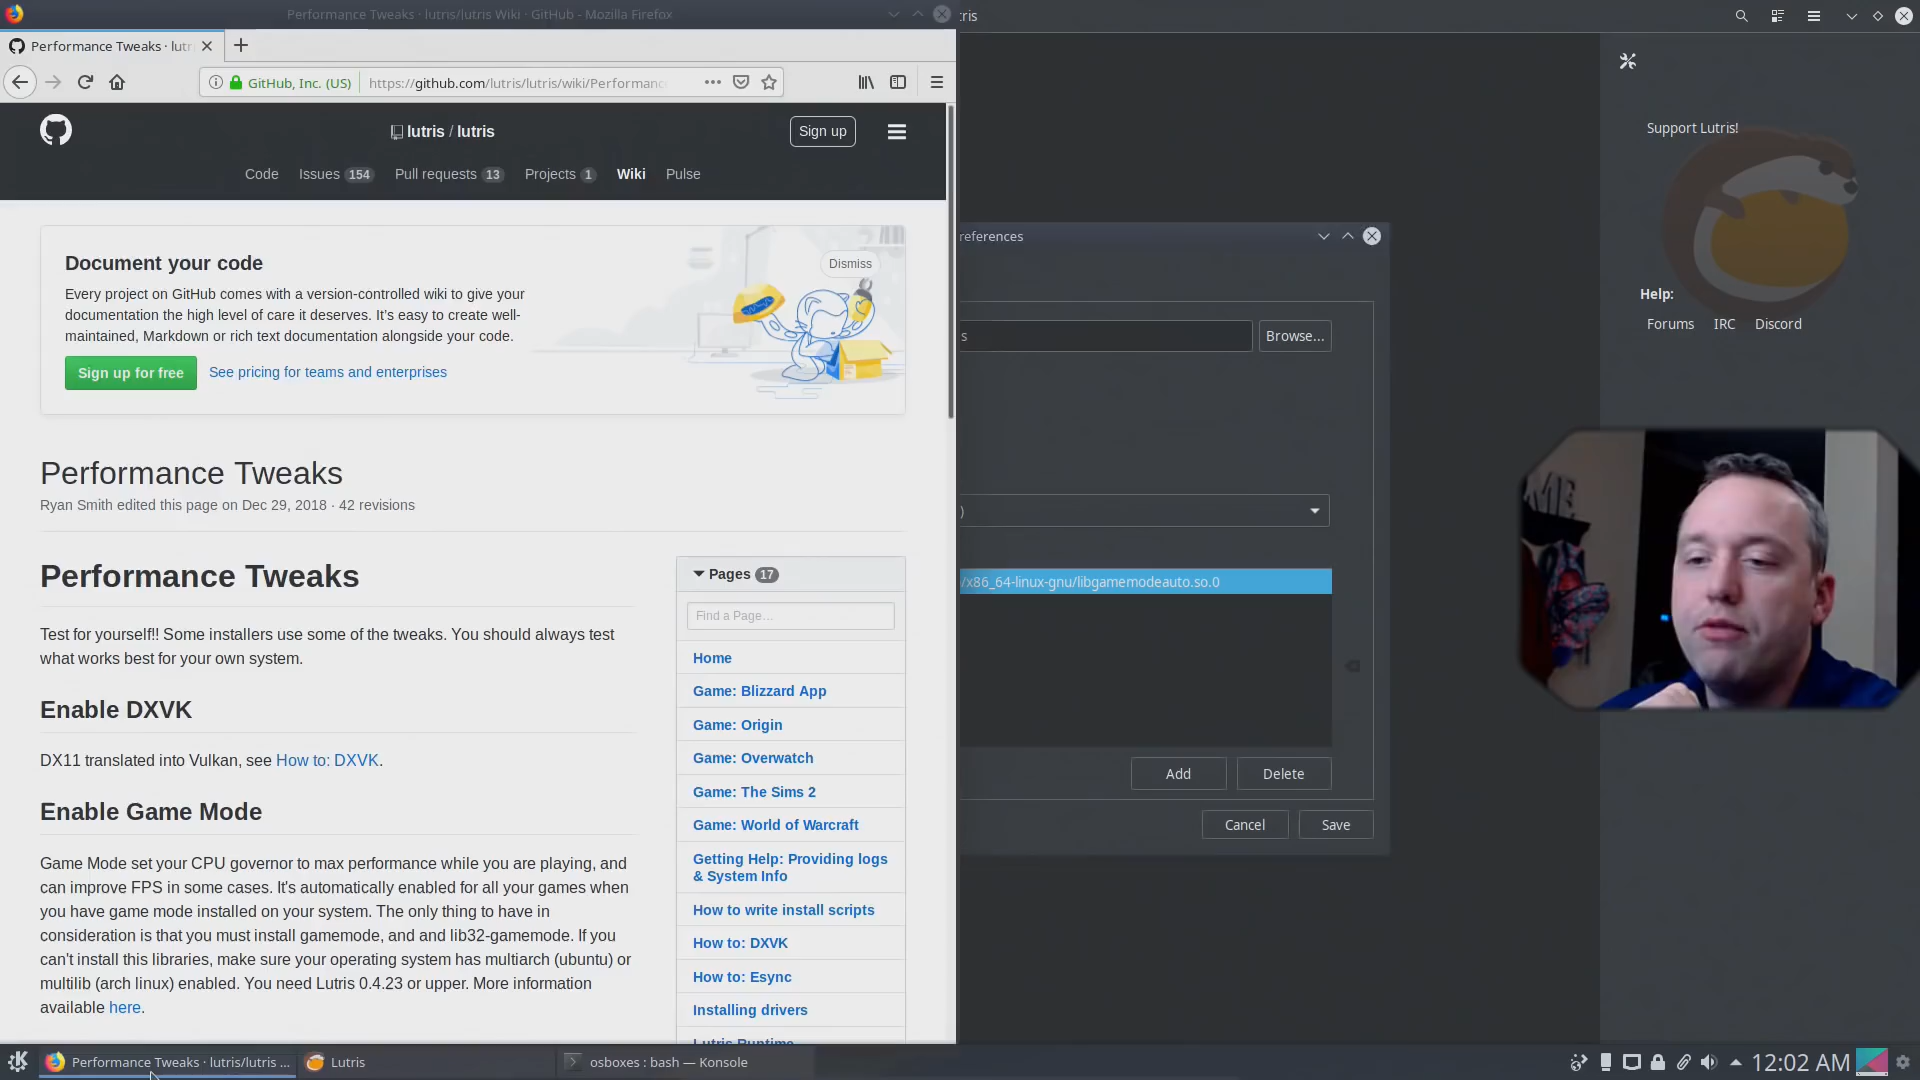 Performance Tweaks · lutris/lutris Wiki · GitHub - Mozilla Firefox
Performance Tweaks · lutr
GitHub, Inc. (US)
https://github.com/lutris/lutris/wiki/Performanc
lutris / lutris
Sign up
Code
Issues 154
Pull requests 13
Projects 1
Wiki
Pulse
Document your code
Dismiss
Every project on GitHub comes with a version-controlled wiki to give your
documentation the high level of care it deserves. It's easy to create well-
maintained, Markdown or rich text documentation alongside your code.
Sign up for free
See pricing for teams and enterprises
Performance Tweaks
Ryan Smith edited this page on Dec 29, 2018 · 42 revisions
Performance Tweaks
Test for yourself!! Some installers use some of the tweaks. You should always test
what works best for your own system.
Enable DXVK
DX11 translated into Vulkan, see How to: DXVK.
Enable Game Mode
Game Mode set your CPU governor to max performance while you are playing, and
can improve FPS in some cases. It's automatically enabled for all your games when
you have game mode installed on your system. The only thing to have in
consideration is that you must install gamemode, and and lib32-gamemode. If you
can't install this libraries, make sure your operating system has multiarch (ubuntu) or
multilib (arch linux) enabled. You need Lutris 0.4.23 or upper. More information
available here.
Pages 17
Find a Page…
Home
Game: Blizzard App
Game: Origin
Game: Overwatch
Game: The Sims 2
Game: World of Warcraft
Getting Help: Providing logs
& System Info
How to write install scripts
How to: DXVK
How to: Esync
Installing drivers
Lutris Runtime
tris
references
s
Browse...
)
/x86_64-linux-gnu/libgamemodeauto.so.0
Add
Delete
Cancel
Save
Support Lutris!
Help:
Forums
IRC
Discord
Performance Tweaks · lutris/lutris ...
Lutris
osboxes : bash — Konsole
12:02 AM